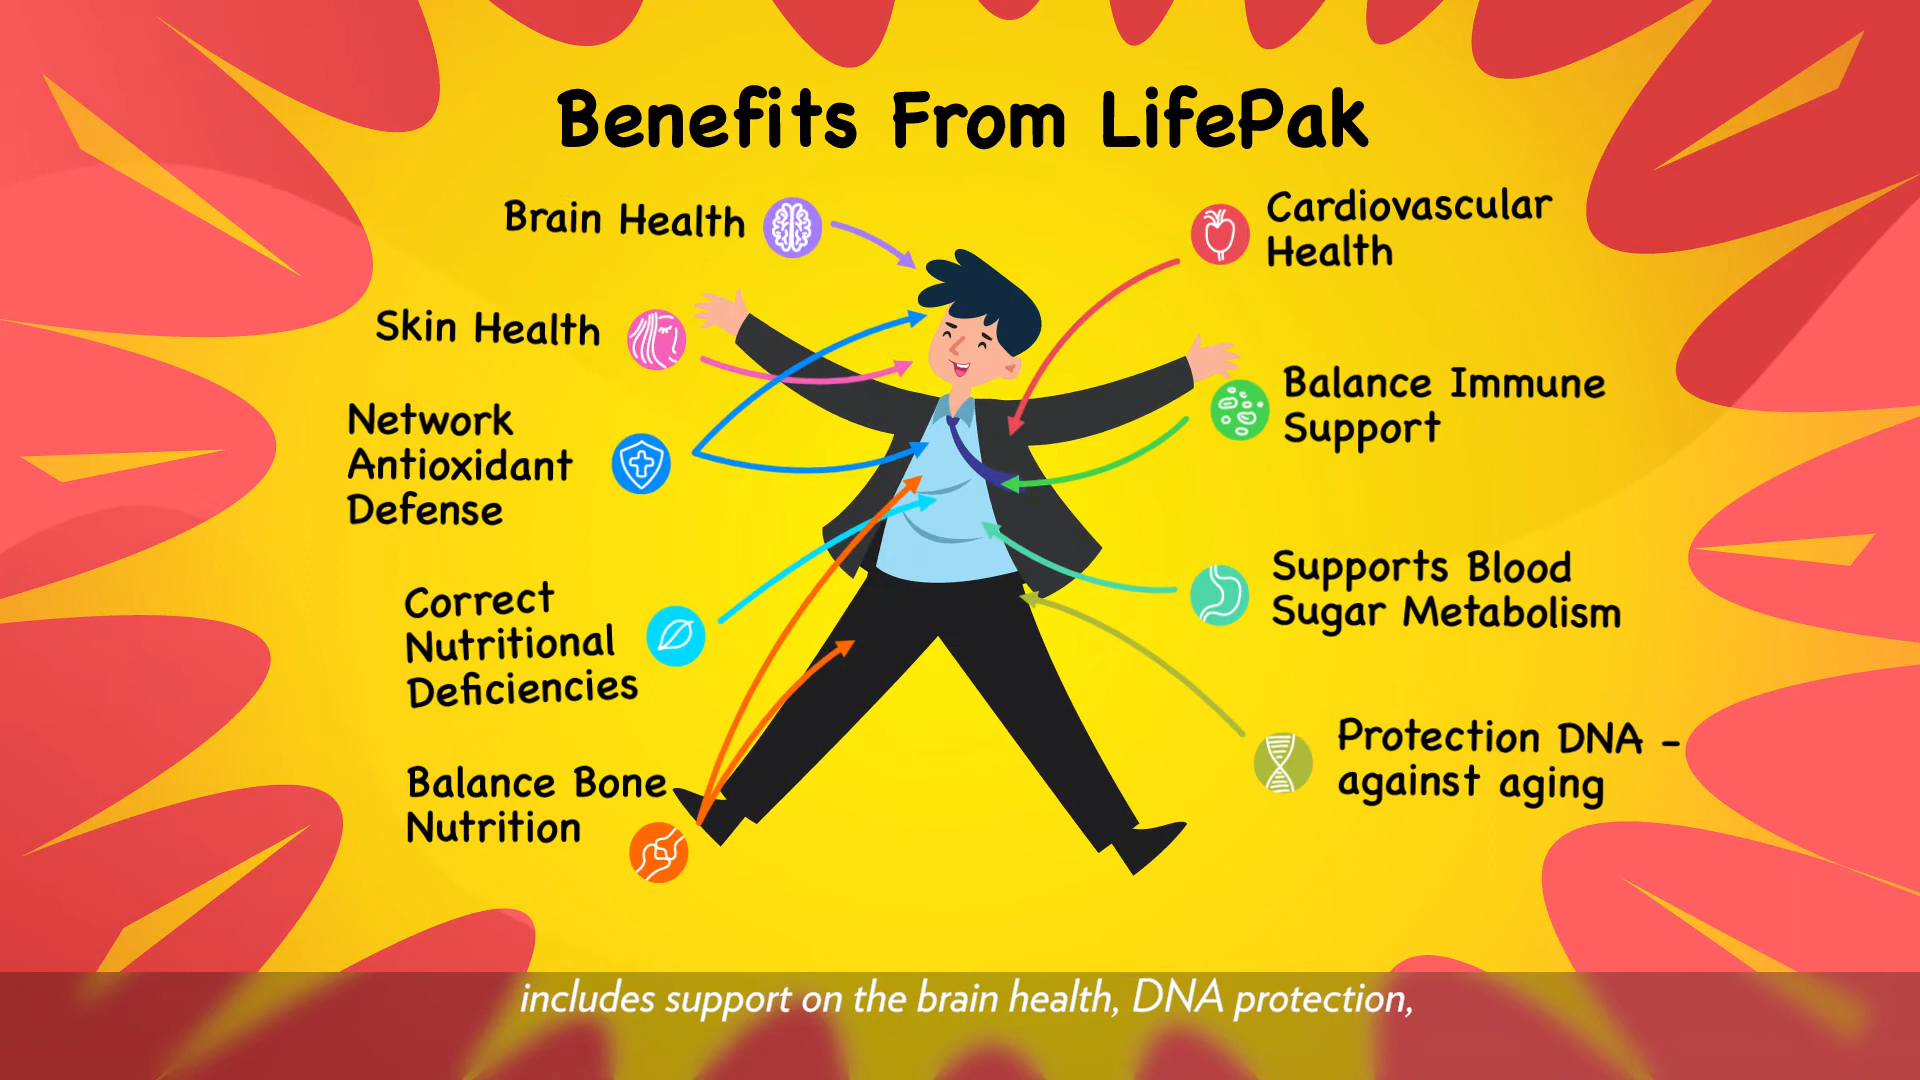 Benefits From LifePak
Brain Health
Skin Health
Network
Antioxidant
Defense
Correct
Nutritional
Deficiencies
Balance Bone
Nutrition
Cardiovascular
Health
Balance Immune
Support
Supports Blood
Sugar Metabolism
Protection DNA -
against aging
includes support on the brain health, DNA protection,